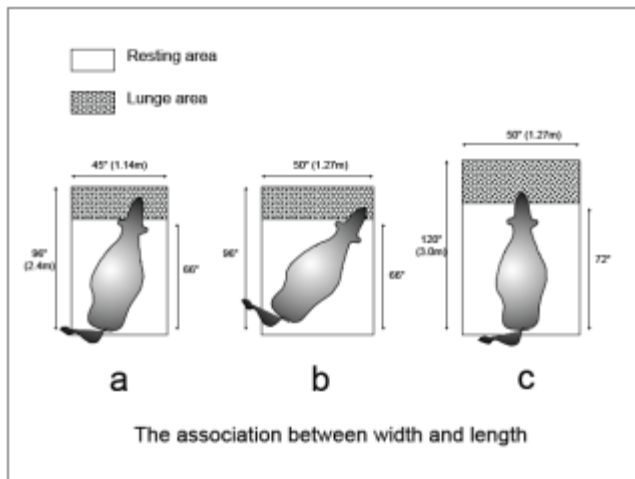 Resting area
Lunge area
45" (1.14m)
50" (1.27m)
50" (1.27m)
96"
(2.4m)
66"
96"
66"
120"
(3.0m)
72"
a
b
c
The association between width and length